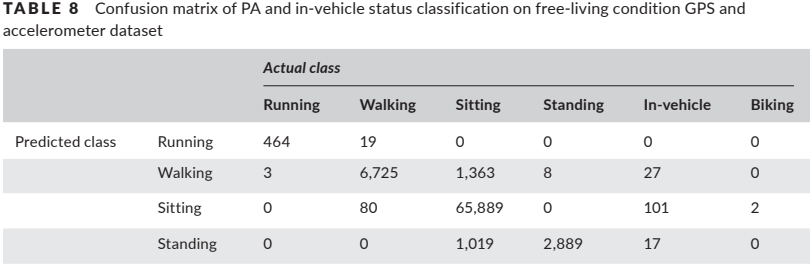 TABLE 8 Confusion matrix of PA and in-vehicle status classification on free-living condition GPS and
accelerometer dataset
Actual class
Running Walking Sitting Standing In-vehicle Biking
Predicted class Running 464 19 0 0 0 0
Walking 3 6,725 1,363 8 27 0
Sitting 0 80 65,889 0 101 2
Standing 0 0 1,019 2,889 17 0